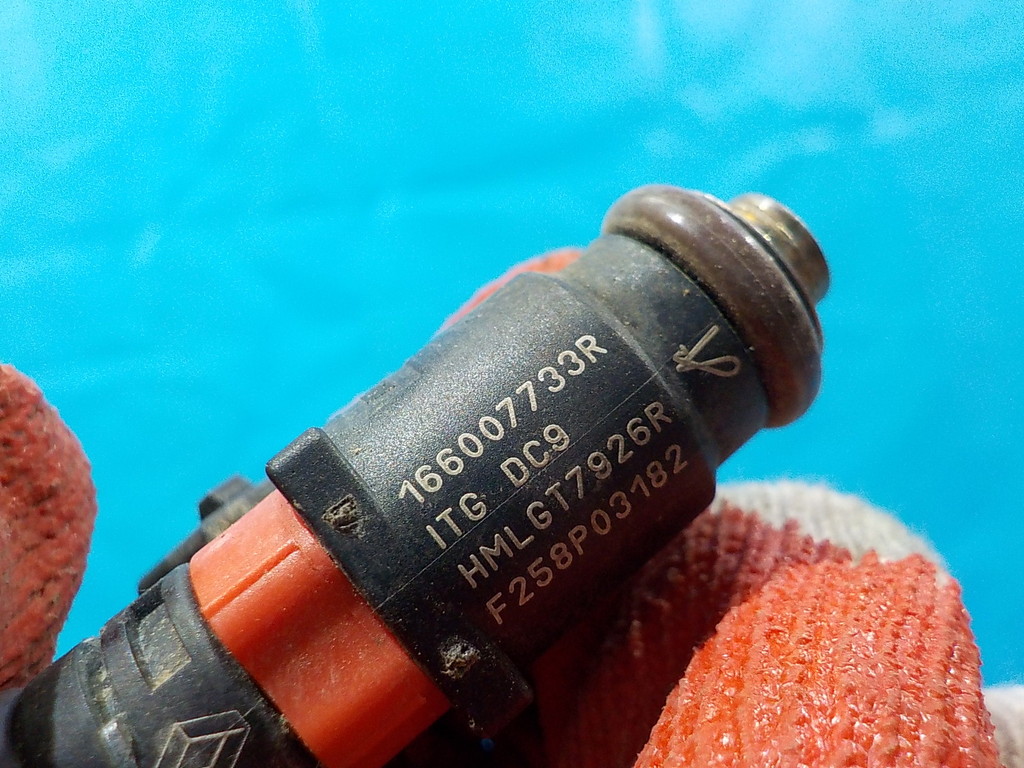 166007733R
ITG DC9
HMLGT7926R
F258P03182